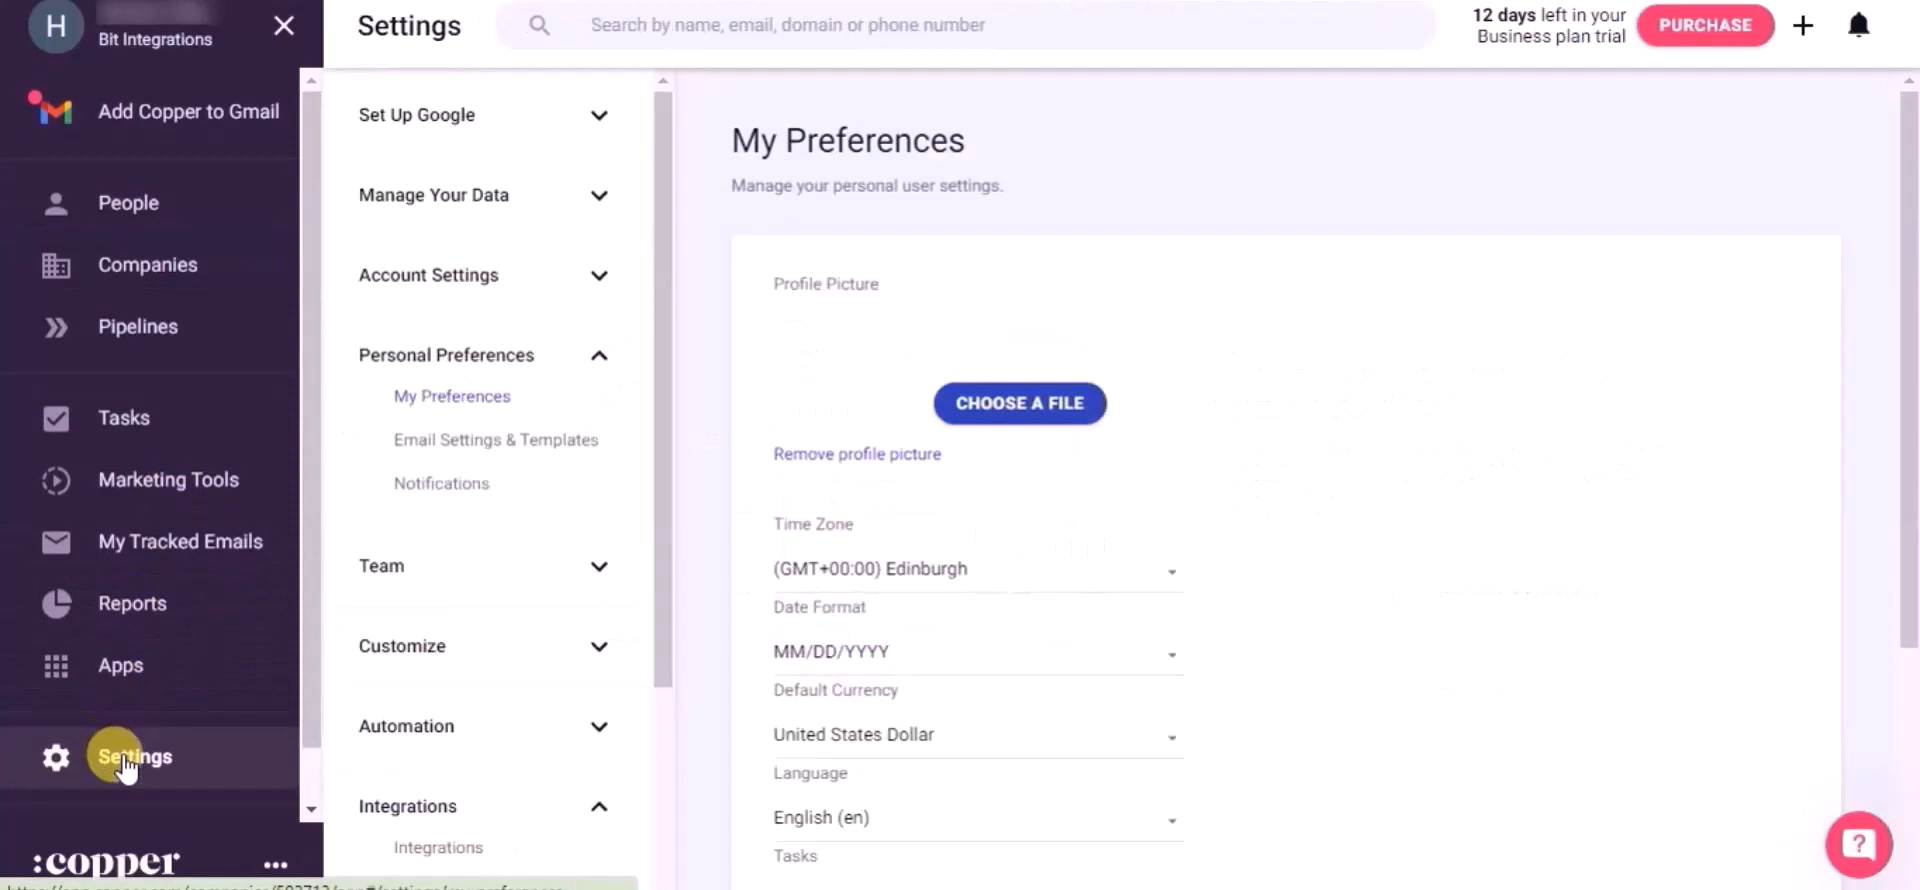 H
Bit Integrations
Add Copper to Gmail
People
Companies
Pipelines
Tasks
Marketing Tools
My Tracked Emails
Reports
Apps
Settings
:copper
Settings
Search by name, email, domain or phone number
12 days left in your
Business plan trial
PURCHASE
Set Up Google
Manage Your Data
Account Settings
Personal Preferences
My Preferences
Email Settings & Templates
Notifications
Team
Customize
Automation
Integrations
Integrations
My Preferences
Manage your personal user settings.
Profile Picture
CHOOSE A FILE
Remove profile picture
Time Zone
(GMT+00:00) Edinburgh
Date Format
MM/DD/YYYY
Default Currency
United States Dollar
Language
English (en)
Tasks